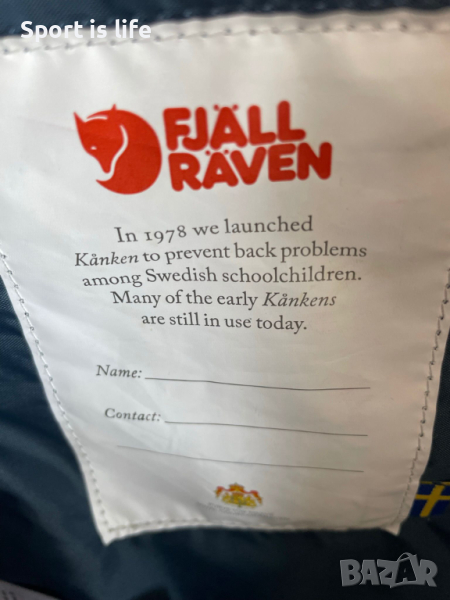 Sport is life
FJÄLL
RÄVEN
In 1978 we launched
Kånken to prevent back problems
among Swedish schoolchildren.
Many of the early Kånkens
are still in use today.
Name:
Contact:
BAZAR